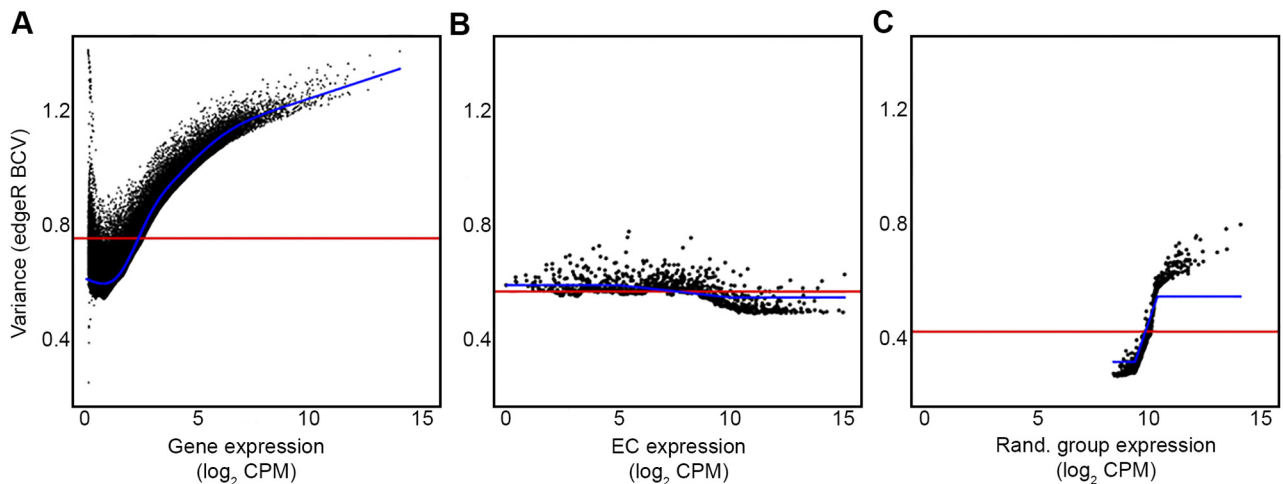 A
B
C
Variance (edgeR BCV)
1.2
0.8
0.4
0 5 10 15
Gene expression
(log2 CPM)
1.2
0.8
0.4
0 5 10 15
EC expression
(log2 CPM)
1.2
0.8
0.4
0 5 10 15
Rand. group expression
(log2 CPM)